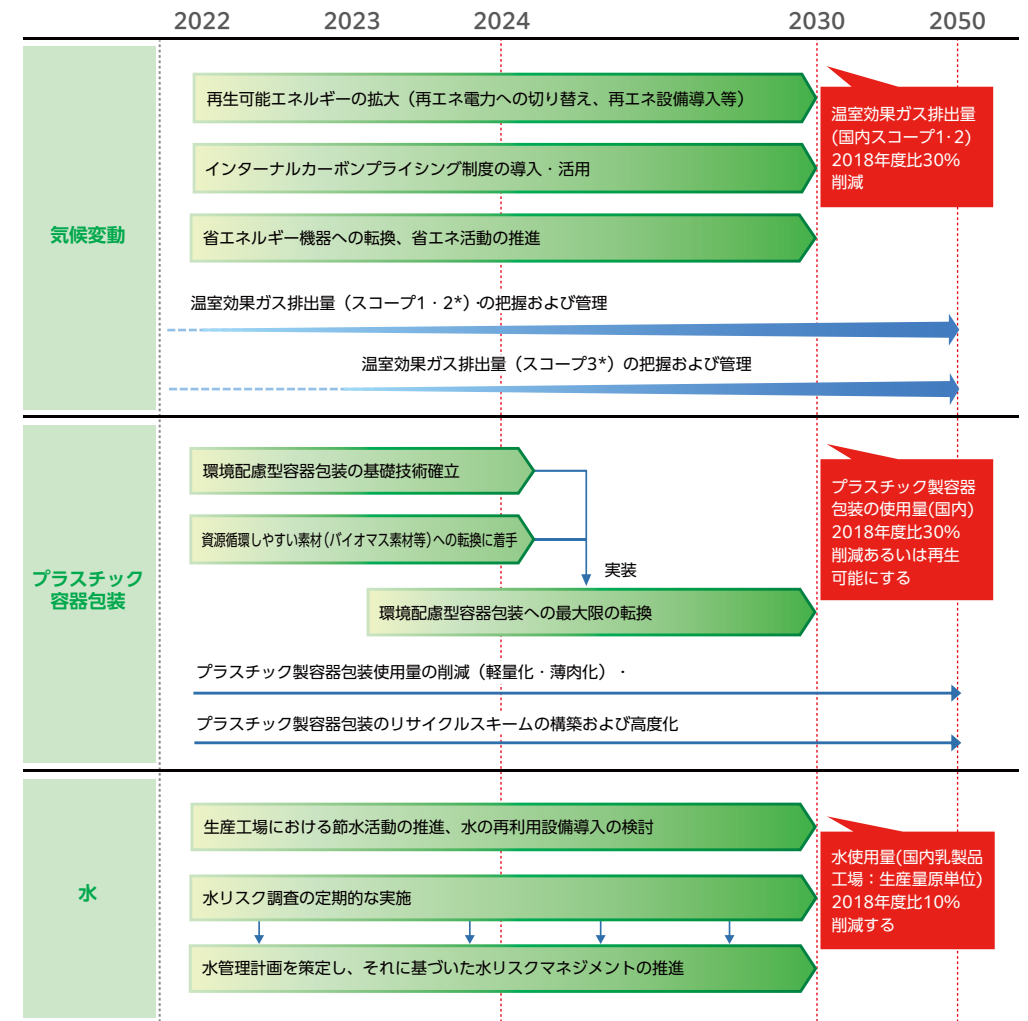 2022 2023 2024 2030 2050
気候変動
再生可能エネルギーの拡大（再エネ電力への切り替え、再エネ設備導入等）
インターナルカーボンプライシング制度の導入・活用
省エネルギー機器への転換、省エネ活動の推進
温室効果ガス排出量（スコープ1・2*）の把握および管理
温室効果ガス排出量（スコープ3*）の把握および管理
温室効果ガス排出量
(国内スコープ1･2)
2018年度比30%
削減
プラスチック
容器包装
環境配慮型容器包装の基礎技術確立
資源循環しやすい素材(バイオマス素材等)への転換に着手
実装
環境配慮型容器包装への最大限の転換
プラスチック製容器包装使用量の削減（軽量化・薄肉化）・
プラスチック製容器包装のリサイクルスキームの構築および高度化
プラスチック製容器
包装の使用量(国内)
2018年度比30%
削減あるいは再生
可能にする
水
生産工場における節水活動の推進、水の再利用設備導入の検討
水リスク調査の定期的な実施
水管理計画を策定し、それに基づいた水リスクマネジメントの推進
水使用量(国内乳製品
工場：生産量原単位)
2018年度比10%
削減する